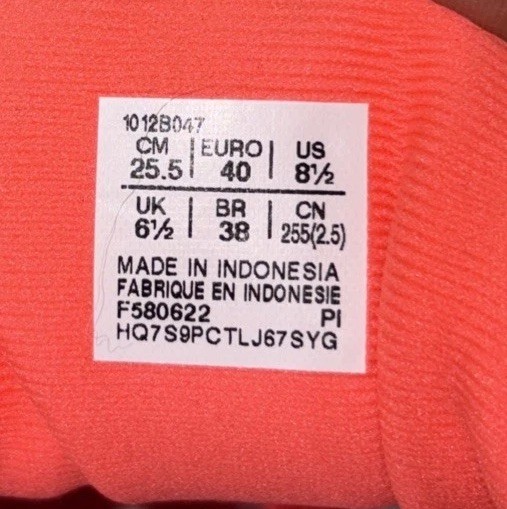 1012B047
CM | EURO | US
25.5 | 40 | 8½
UK | BR | CN
6½ | 38 | 255(2.5)
MADE IN INDONESIA
FABRIQUE EN INDONESIE
F580622 PI
HQ7S9PCTLJ67SYG